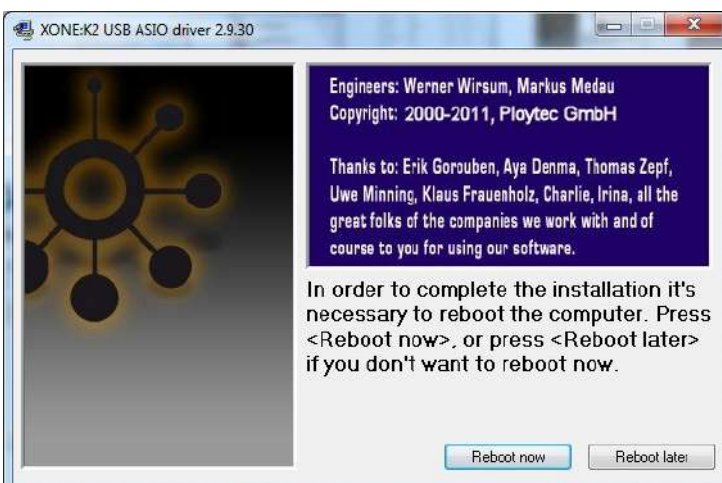 XONE:K2 USB ASIO driver 2.9.30
Engineers: Werner Wirsum, Markus Medau
Copyright: 2000-2011, Ploytec GmbH
Thanks to: Erik Gorouben, Aya Denma, Thomas Zepf,
Uwe Minning, Klaus Frauenholz, Charlie, Irina, all the
great folks of the companies we work with and of
course to you for using our software.
In order to complete the installation it's
necessary to reboot the computer. Press
<Reboot now>, or press <Reboot later>
if you don't want to reboot now.
Reboot now
Reboot later